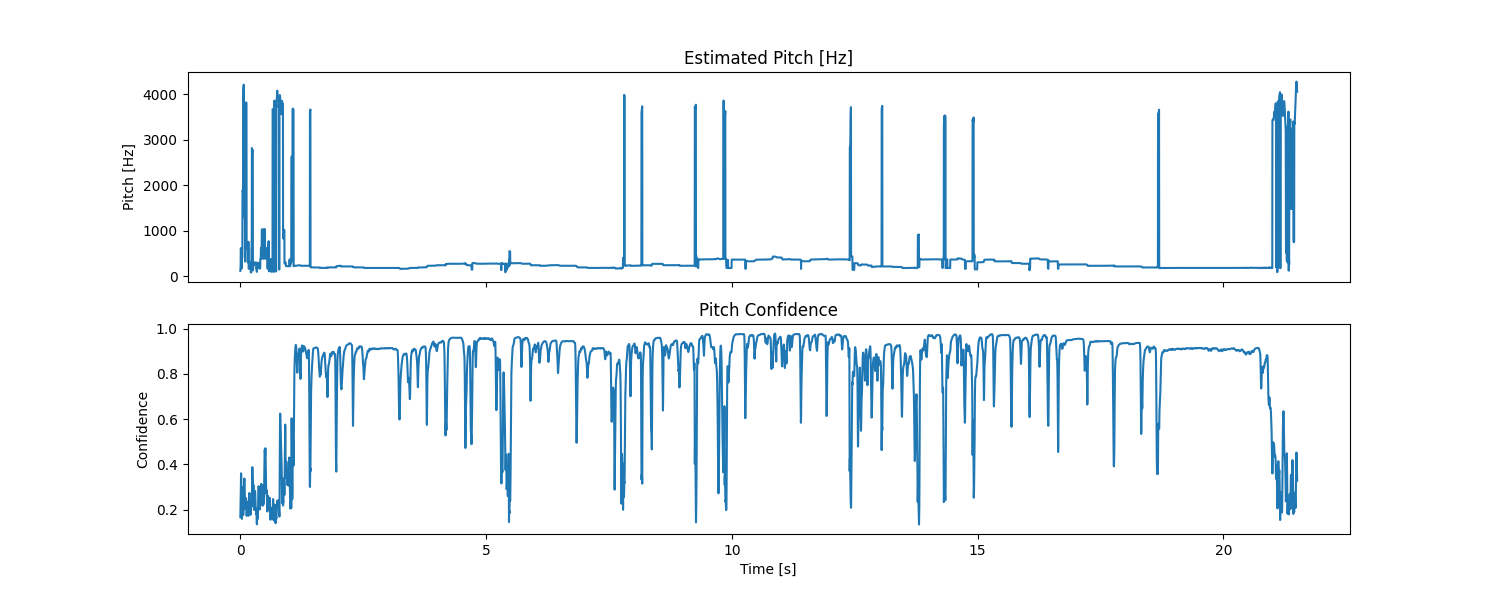 Estimated Pitch [Hz]
4000
3000
2000
1000
0
Pitch [Hz]
Pitch Confidence
1.0
0.8
0.6
0.4
0.2
Confidence
0 5 10 15 20
Time [s]